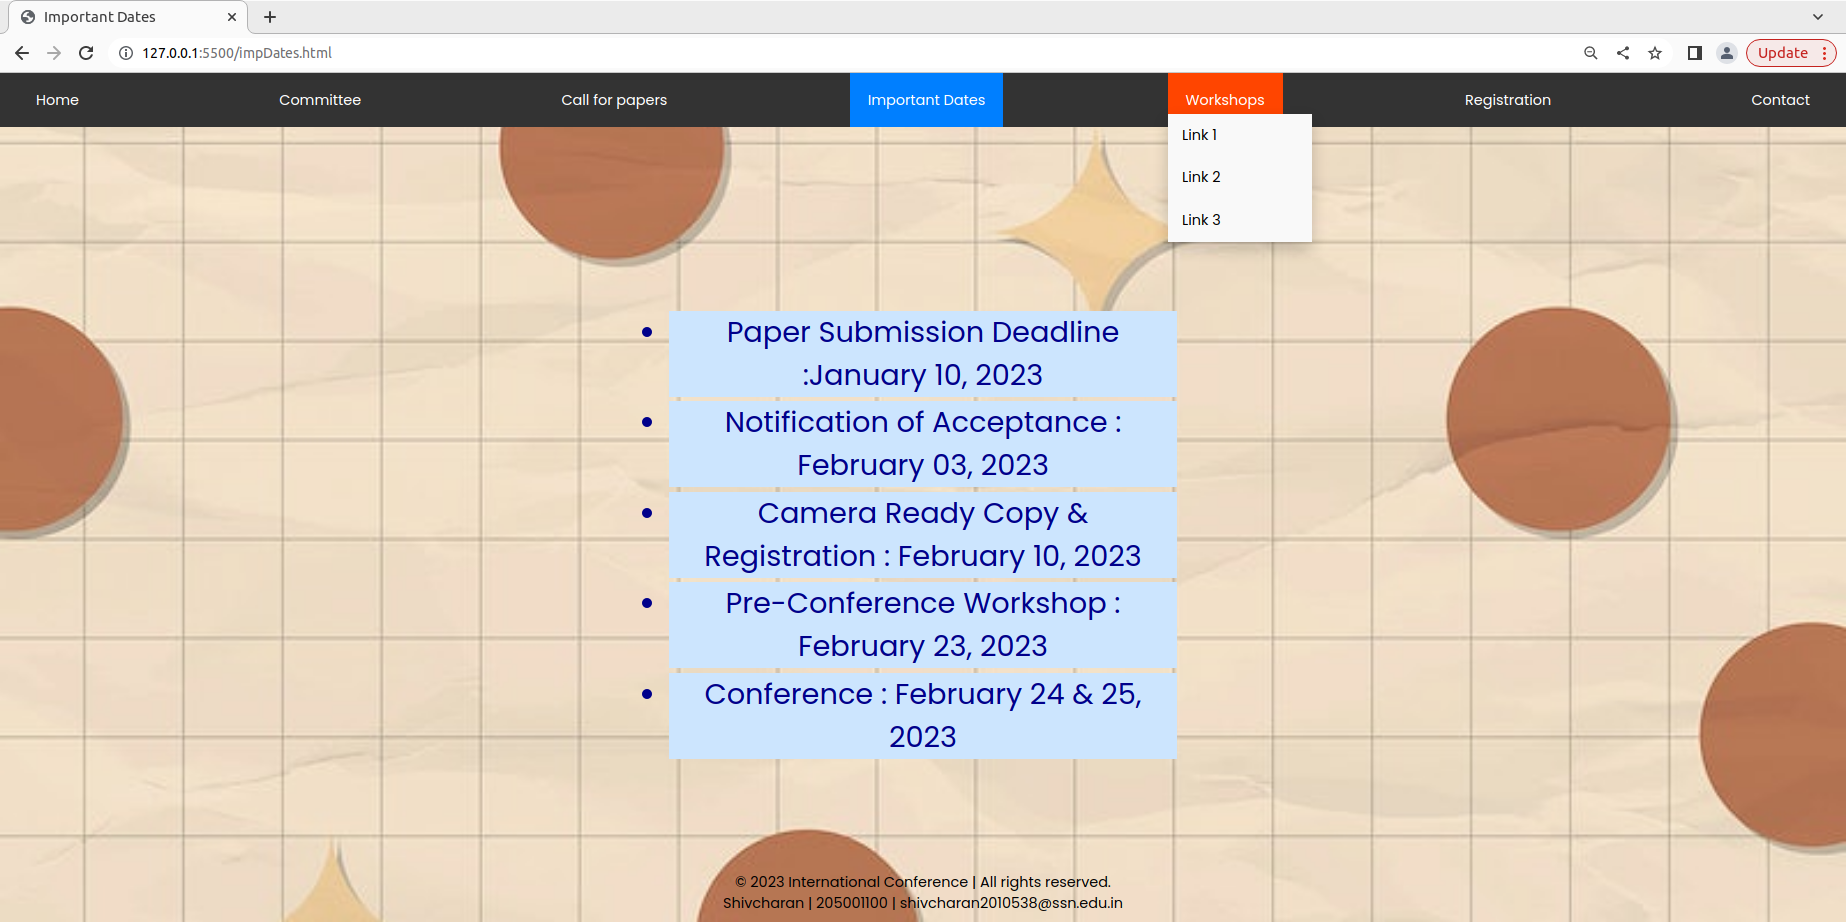 Important Dates
127.0.0.1:5500/impDates.html
Update
Home Committee Call for papers Important Dates Workshops Registration Contact
Link 1
Link 2
Link 3
• Paper Submission Deadline
:January 10, 2023
• Notification of Acceptance :
February 03, 2023
• Camera Ready Copy &
Registration : February 10, 2023
• Pre-Conference Workshop :
February 23, 2023
• Conference : February 24 & 25,
2023
© 2023 International Conference | All rights reserved.
Shivcharan | 205001100 | shivcharan2010538@ssn.edu.in